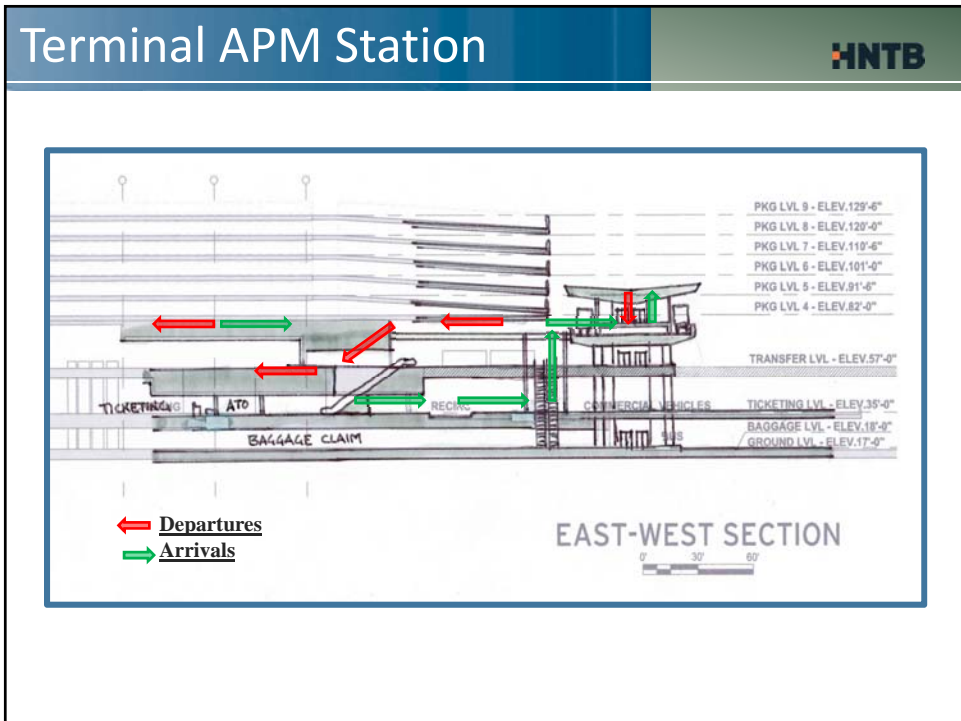 Terminal APM Station
HNTB
PKG LVL 9 - ELEV.129'-6"
PKG LVL 8 - ELEV.120'-0"
PKG LVL 7 - ELEV.110'-6"
PKG LVL 6 - ELEV.101'-0"
PKG LVL 5 - ELEV.91'-6"
PKG LVL 4 - ELEV.82'-0"
TRANSFER LVL - ELEV.57'-0"
TICKETING ATO RECIRC COMMERCIAL VEHICLES TICKETING LVL - ELEV.35'-0"
BAGGAGE LVL - ELEV.18'-0"
BAGGAGE CLAIM BUS GROUND LVL - ELEV.17'-0"
Departures
Arrivals
EAST-WEST SECTION
0' 30' 60'